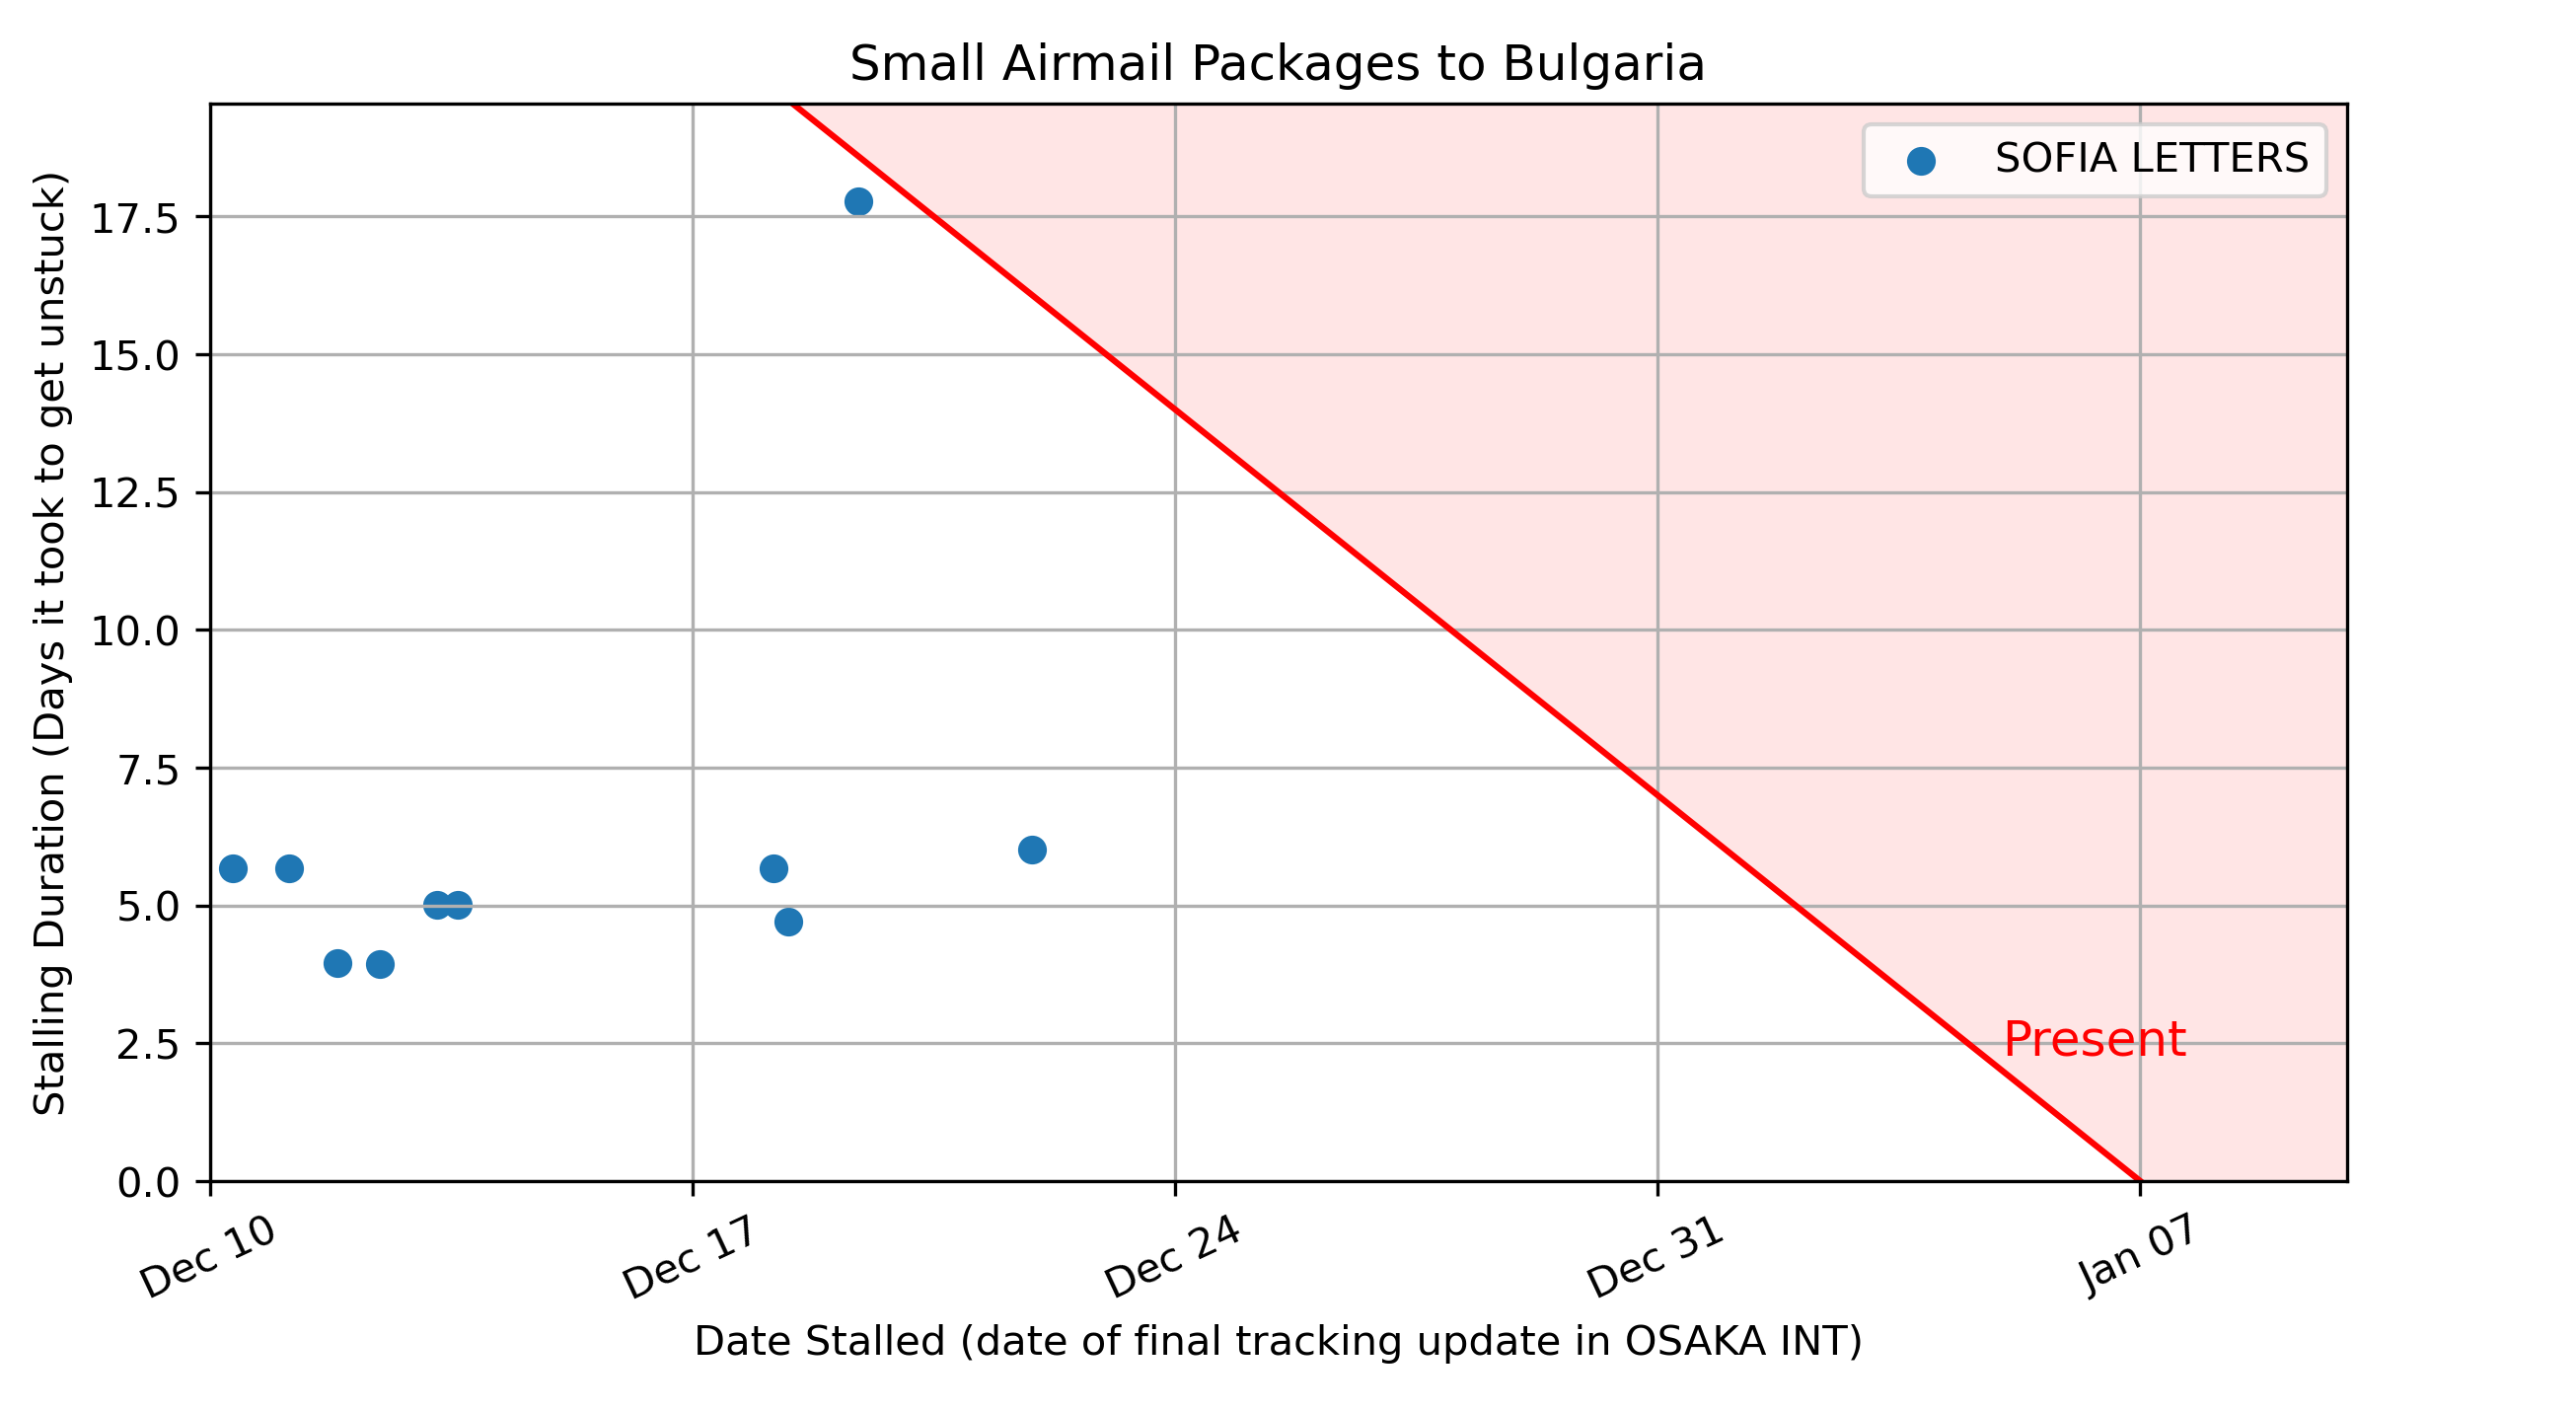 Small Airmail Packages to Bulgaria
SOFIA LETTERS
Stalling Duration (Days it took to get unstuck)
17.5
15.0
12.5
10.0
7.5
5.0
2.5
0.0
Present
Dec 10
Dec 17
Dec 24
Dec 31
Jan 07
Date Stalled (date of final tracking update in OSAKA INT)